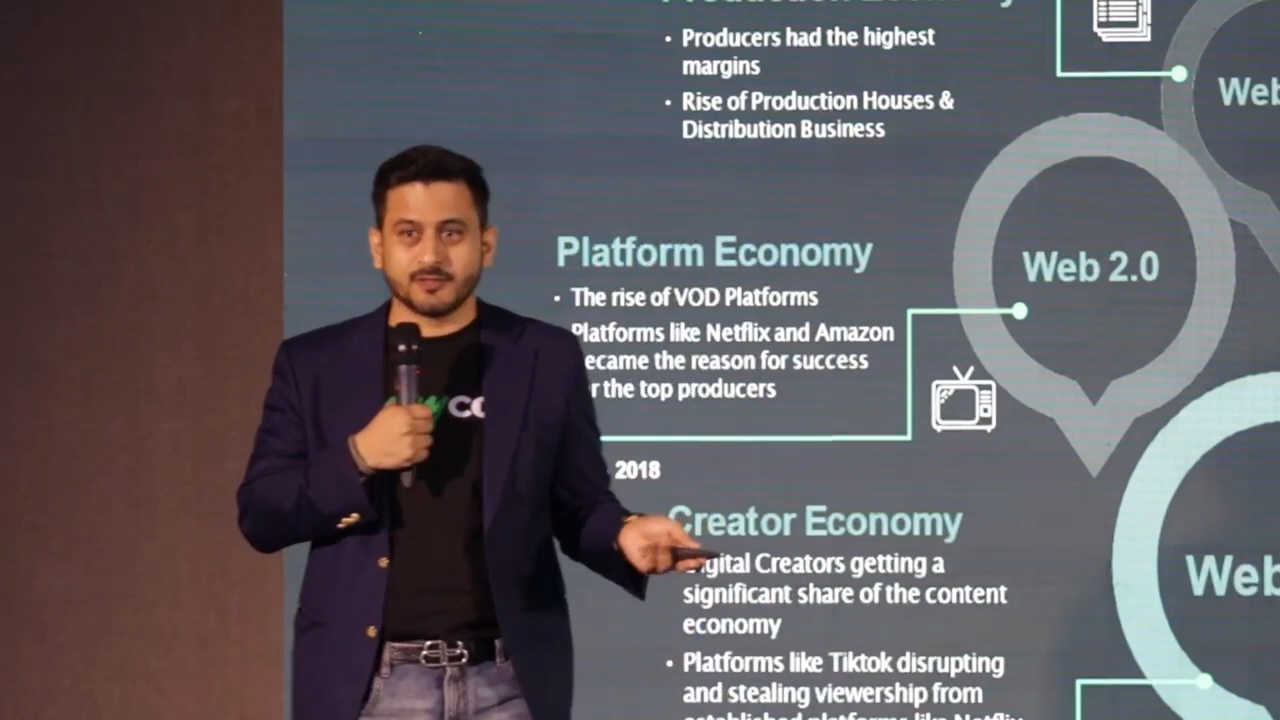 • Producers had the highest
margins
• Rise of Production Houses &
Distribution Business
Web
Platform Economy
• The rise of VOD Platforms
Platforms like Netflix and Amazon
ecame the reason for success
r the top producers
Web 2.0
2018
Creator Economy
Digital Creators getting a
significant share of the content
economy
• Platforms like Tiktok disrupting
and stealing viewership from
Web